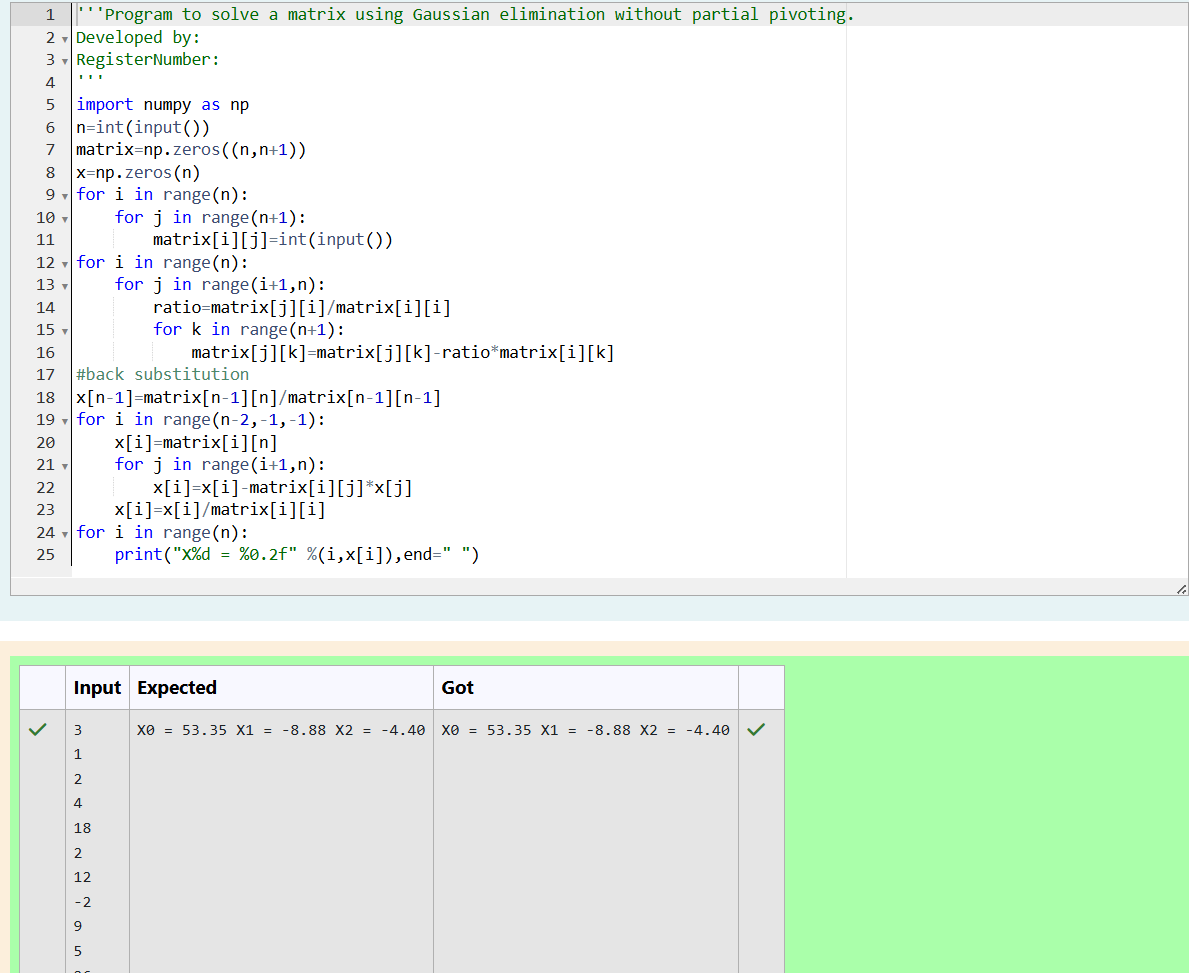 1 '''Program to solve a matrix using Gaussian elimination without partial pivoting.
2 Developed by:
3 RegisterNumber:
4 '''
5 import numpy as np
6 n=int(input())
7 matrix=np.zeros((n,n+1))
8 x=np.zeros(n)
9 for i in range(n):
10     for j in range(n+1):
11         matrix[i][j]=int(input())
12 for i in range(n):
13     for j in range(i+1,n):
14         ratio=matrix[j][i]/matrix[i][i]
15         for k in range(n+1):
16             matrix[j][k]=matrix[j][k]-ratio*matrix[i][k]
17 #back substitution
18 x[n-1]=matrix[n-1][n]/matrix[n-1][n-1]
19 for i in range(n-2,-1,-1):
20     x[i]=matrix[i][n]
21     for j in range(i+1,n):
22         x[i]=x[i]-matrix[i][j]*x[j]
23     x[i]=x[i]/matrix[i][i]
24 for i in range(n):
25     print("X%d = %0.2f" %(i,x[i]),end=" ")
Input Expected Got
3 X0 = 53.35 X1 = -8.88 X2 = -4.40 X0 = 53.35 X1 = -8.88 X2 = -4.40
1
2
4
18
2
12
-2
9
5